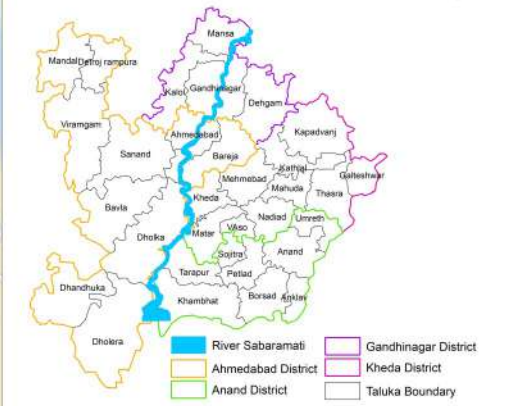 Mansa
Mandal
Detroj rampura
Kalol
Gandhinagar
Dehgam
Viramgam
Ahmedabad
Kapadvanj
Sanand
Bareja
Kathlal
Galteshwar
Mehmebad
Mahuda
Thasra
Bavla
Kheda
Nadiad
Umreth
Dholka
Matar
VAso
Sojitra
Anand
Tarapur
Petlad
Dhandhuka
Khambhat
Borsad
Anklav
Dholera
River Sabaramati
Gandhinagar District
Ahmedabad District
Kheda District
Anand District
Taluka Boundary